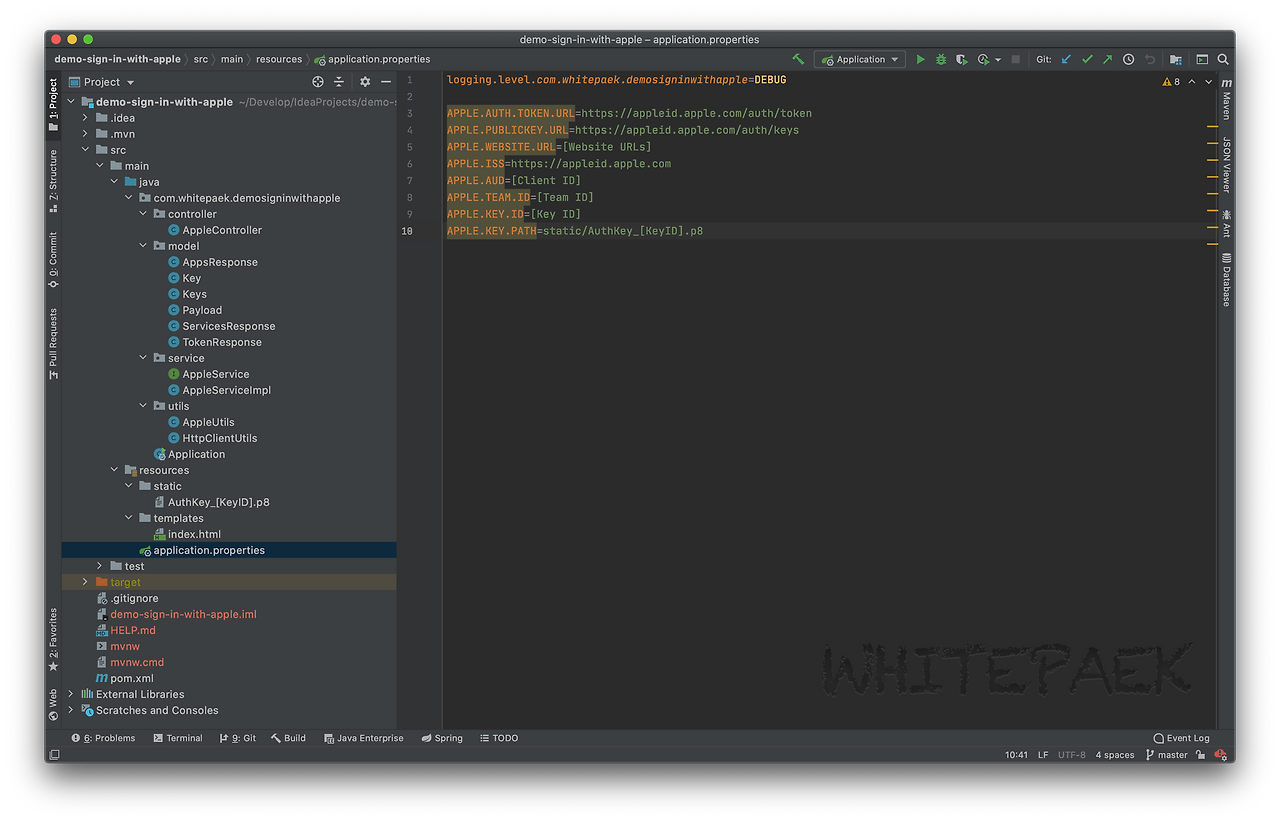 demo-sign-in-with-apple – application.properties
demo-sign-in-with-apple src main resources application.properties
Application
Git:
1: Project
Z: Structure
0: Commit
Pull Requests
2: Favorites
Web
Project
demo-sign-in-with-apple ~/Develop/IdeaProjects/demo-s
.idea
.mvn
src
main
java
com.whitepaek.demosigninwithapple
controller
AppleController
model
AppsResponse
Key
Keys
Payload
ServicesResponse
TokenResponse
service
AppleService
AppleServiceImpl
utils
AppleUtils
HttpClientUtils
Application
resources
static
AuthKey_[KeyID].p8
templates
index.html
application.properties
test
target
.gitignore
demo-sign-in-with-apple.iml
HELP.md
mvnw
mvnw.cmd
pom.xml
External Libraries
Scratches and Consoles
1 logging.level.com.whitepaek.demosigninwithapple=DEBUG
2
3 APPLE.AUTH.TOKEN.URL=https://appleid.apple.com/auth/token
4 APPLE.PUBLICKEY.URL=https://appleid.apple.com/auth/keys
5 APPLE.WEBSITE.URL=[Website URLs]
6 APPLE.ISS=https://appleid.apple.com
7 APPLE.AUD=[Client ID]
8 APPLE.TEAM.ID=[Team ID]
9 APPLE.KEY.ID=[Key ID]
10 APPLE.KEY.PATH=static/AuthKey_[KeyID].p8
8
Maven
JSON Viewer
Ant
Database
WHITEPAEK
6: Problems Terminal 9: Git Build Java Enterprise Spring TODO Event Log
10:41 LF UTF-8 4 spaces master